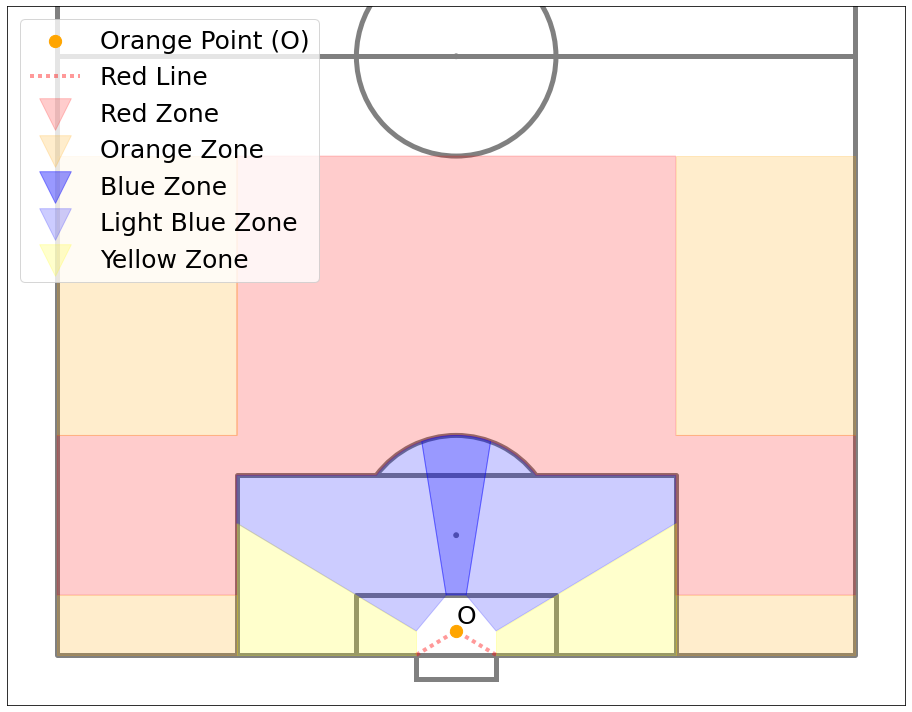 Orange Point (O)
Red Line
Red Zone
Orange Zone
Blue Zone
Light Blue Zone
Yellow Zone
O